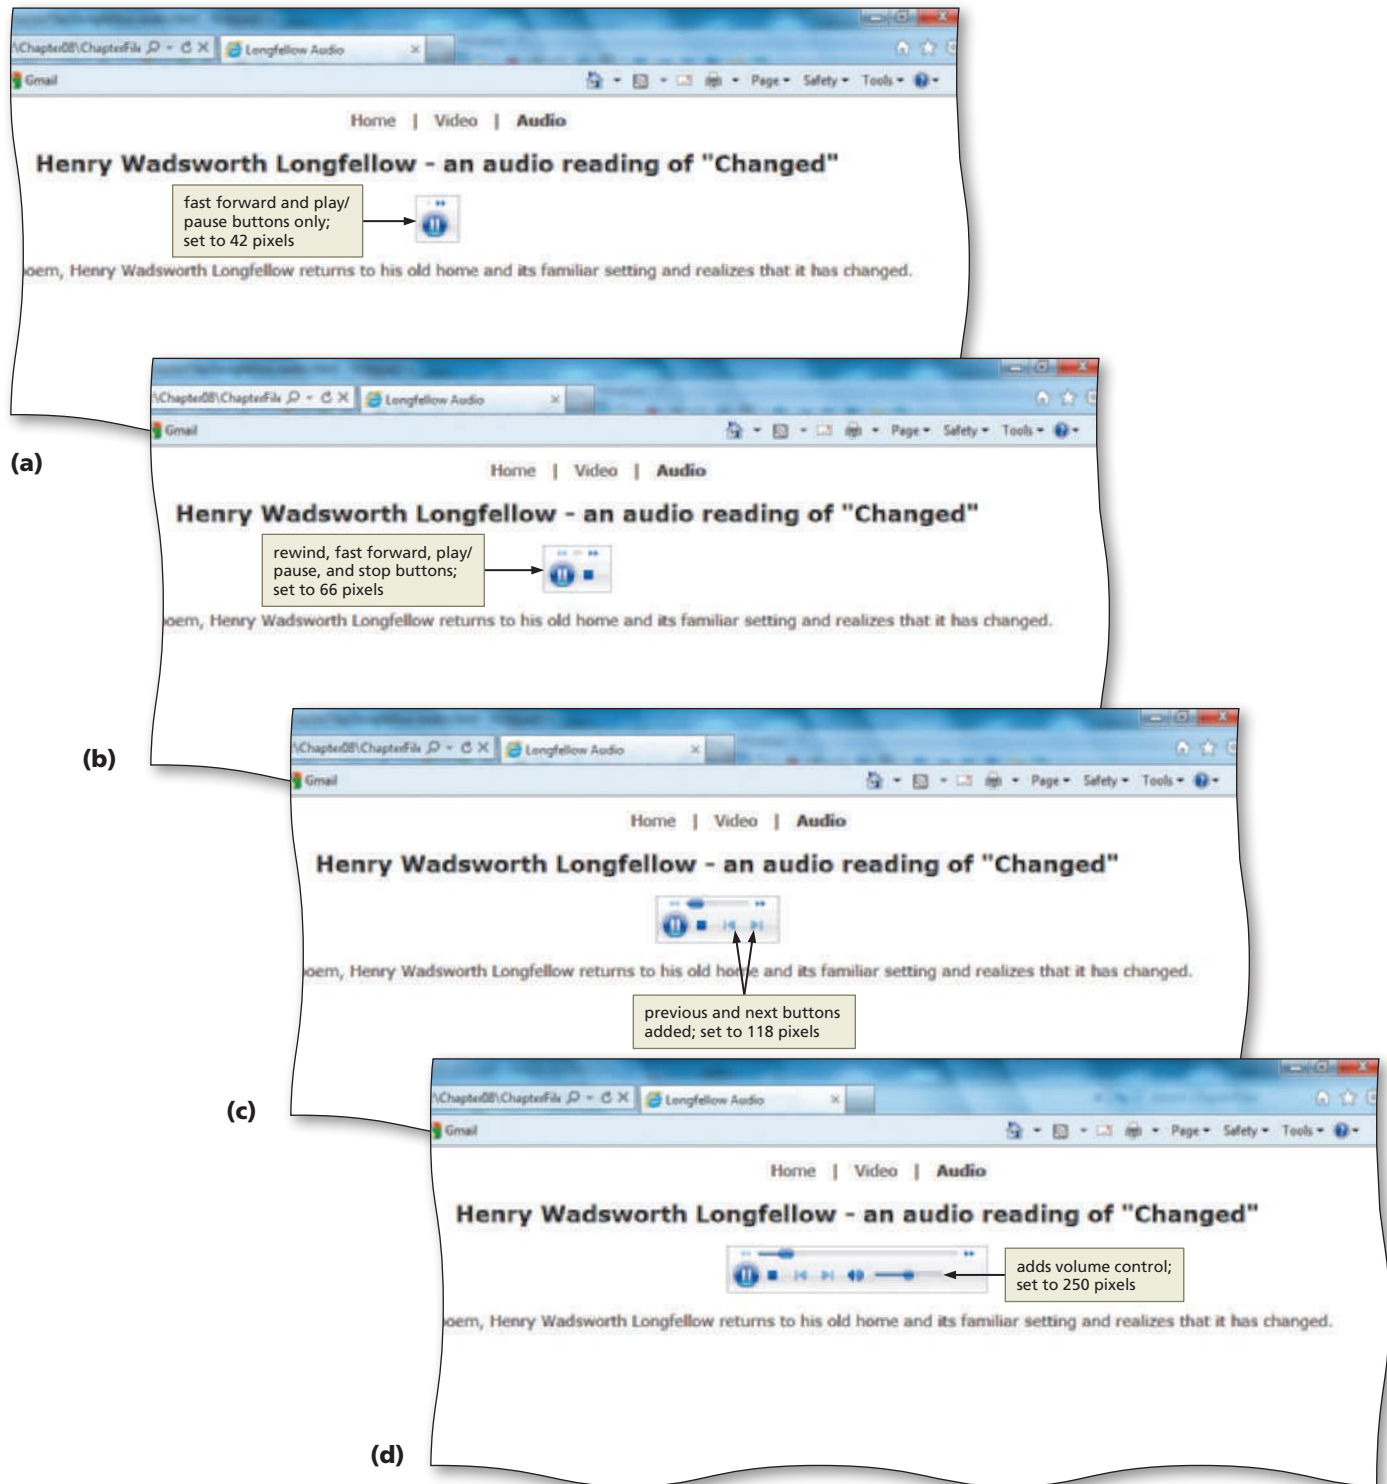 \Chapter08\ChapterFile
Longfellow Audio
Gmail
Page
Safety
Tools
Home | Video | Audio
Henry Wadsworth Longfellow - an audio reading of "Changed"
fast forward and play/
pause buttons only;
set to 42 pixels
oem, Henry Wadsworth Longfellow returns to his old home and its familiar setting and realizes that it has changed.
(a)
\Chapter08\ChapterFile
Longfellow Audio
Gmail
Page
Safety
Tools
Home | Video | Audio
Henry Wadsworth Longfellow - an audio reading of "Changed"
rewind, fast forward, play/
pause, and stop buttons;
set to 66 pixels
oem, Henry Wadsworth Longfellow returns to his old home and its familiar setting and realizes that it has changed.
(b)
\Chapter08\ChapterFile
Longfellow Audio
Gmail
Page
Safety
Tools
Home | Video | Audio
Henry Wadsworth Longfellow - an audio reading of "Changed"
oem, Henry Wadsworth Longfellow returns to his old home and its familiar setting and realizes that it has changed.
previous and next buttons
added; set to 118 pixels
(c)
\Chapter08\ChapterFile
Longfellow Audio
Gmail
Page
Safety
Tools
Home | Video | Audio
Henry Wadsworth Longfellow - an audio reading of "Changed"
adds volume control;
set to 250 pixels
oem, Henry Wadsworth Longfellow returns to his old home and its familiar setting and realizes that it has changed.
(d)